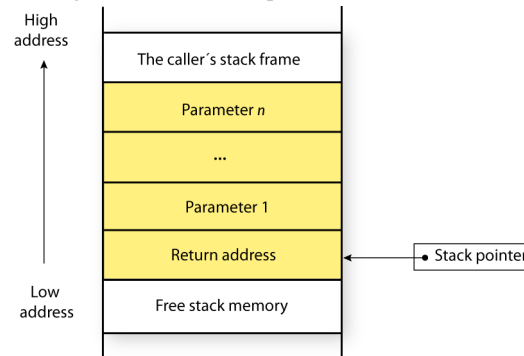 High
address
The caller´s stack frame
Parameter n
...
Parameter 1
Return address
Stack pointer
Low
address
Free stack memory